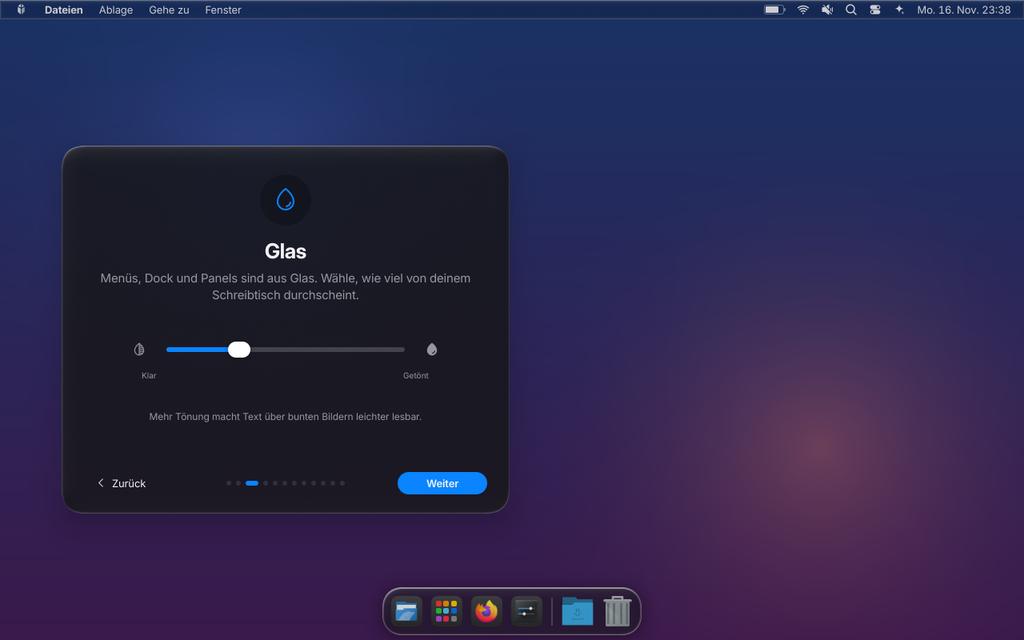 Dateien Ablage Gehe zu Fenster Mo. 16. Nov. 23:38
Glas
Menüs, Dock und Panels sind aus Glas. Wähle, wie viel von deinem
Schreibtisch durchscheint.
Klar Getönt
Mehr Tönung macht Text über bunten Bildern leichter lesbar.
Zurück Weiter